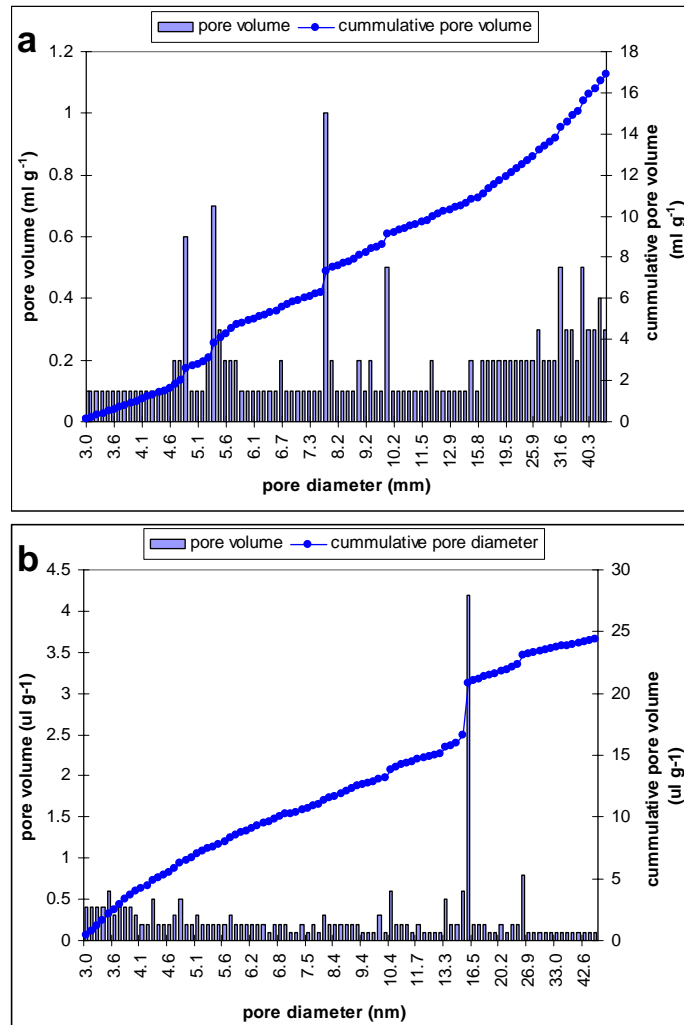 a
pore volume cummulative pore volume
1.2
1
0.8
0.6
0.4
0.2
0
pore volume (ml g-1)
18
16
14
12
10
8
6
4
2
0
cummulative pore volume
(ml g-1)
3.0 3.6 4.1 4.6 5.1 5.6 6.1 6.7 7.3 8.2 9.2 10.2 11.5 12.9 15.8 19.5 25.9 31.6 40.3
pore diameter (mm)
b
pore volume cummulative pore diameter
4.5
4
3.5
3
2.5
2
1.5
1
0.5
0
pore volume (ul g-1)
30
25
20
15
10
5
0
cummulative pore volume
(ul g-1)
3.0 3.6 4.1 4.6 5.1 5.6 6.2 6.8 7.5 8.4 9.4 10.4 11.7 13.3 16.5 20.2 26.9 33.0 42.6
pore diameter (nm)